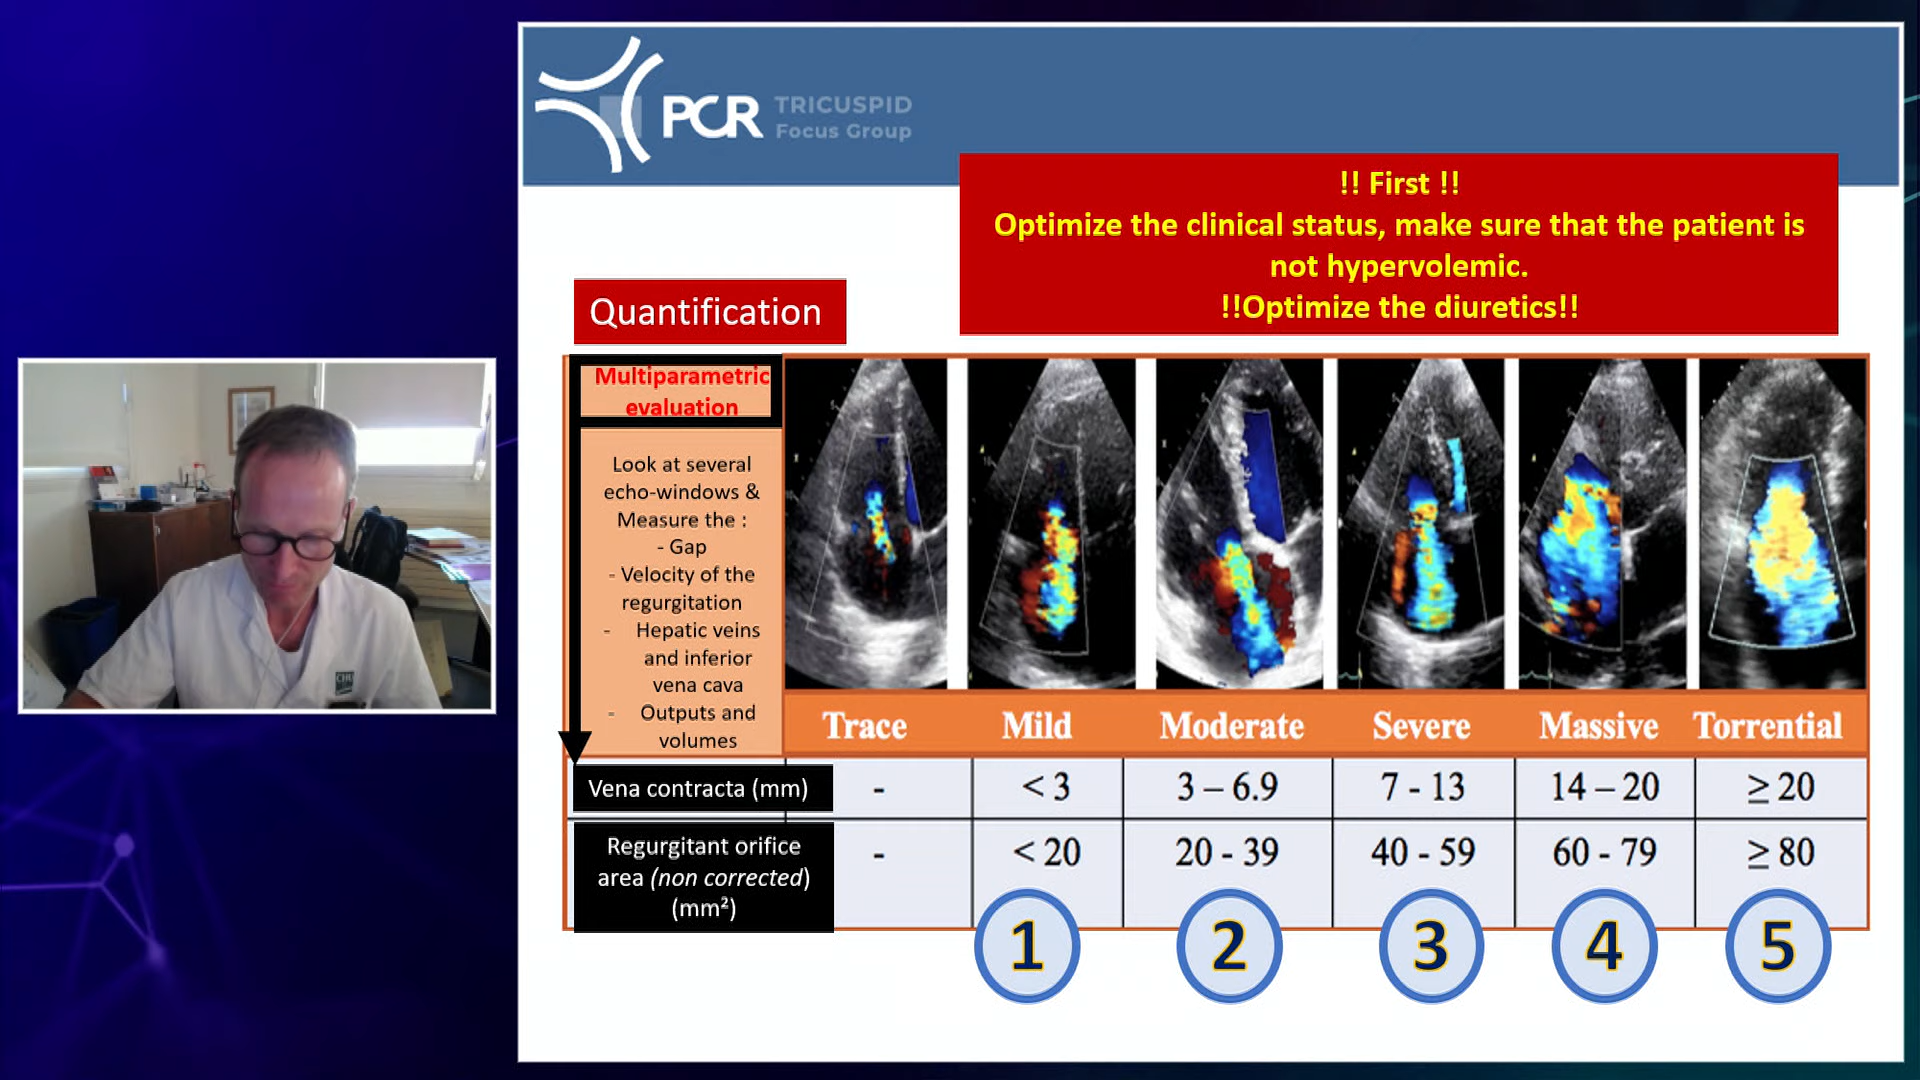 PCR TRICUSPID
Focus Group
!! First !!
Optimize the clinical status, make sure that the patient is
not hypervolemic.
!!Optimize the diuretics!!
Quantification
Multiparametric
evaluation
Look at several
echo-windows &
Measure the :
- Gap
- Velocity of the
regurgitation
- Hepatic veins
and inferior
vena cava
- Outputs and
volumes
Trace Mild Moderate Severe Massive Torrential
Vena contracta (mm) - < 3 3 – 6.9 7 - 13 14 – 20 ≥ 20
Regurgitant orifice
area (non corrected)
(mm²)
- < 20 20 - 39 40 - 59 60 - 79 ≥ 80
1 2 3 4 5
CHU